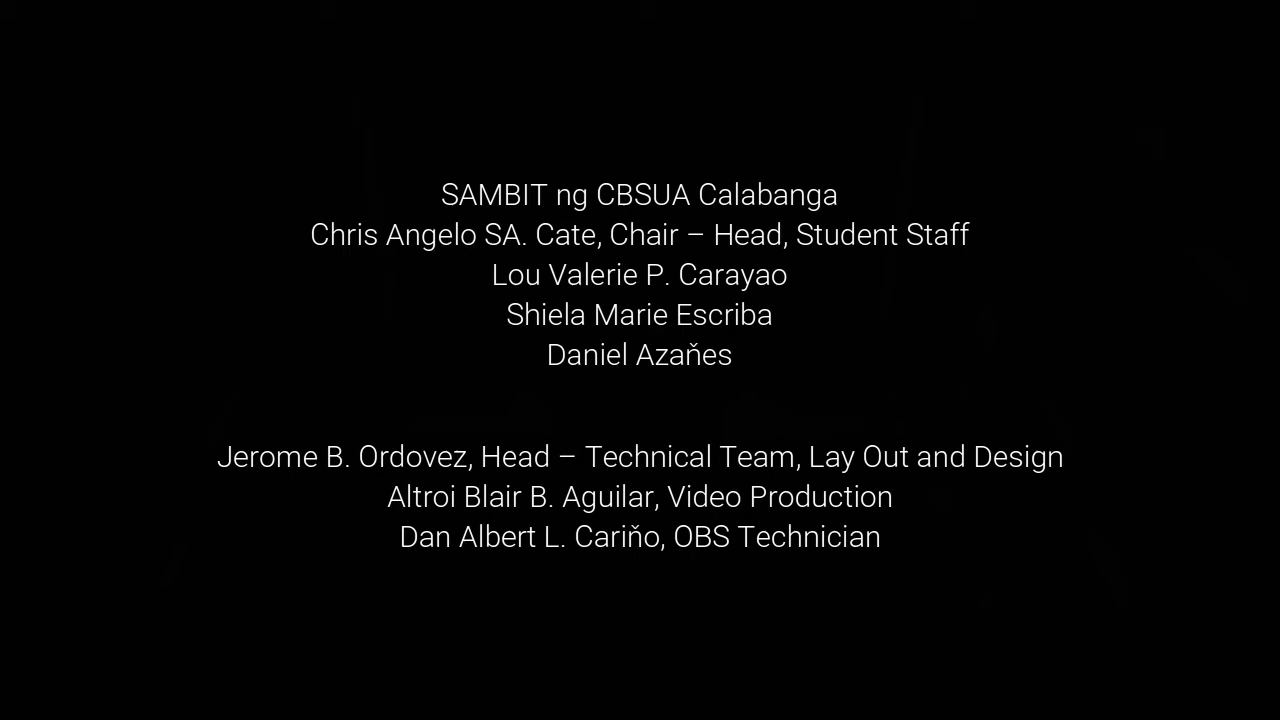 SAMBIT ng CBSUA Calabanga
Chris Angelo SA. Cate, Chair – Head, Student Staff
Lou Valerie P. Carayao
Shiela Marie Escriba
Daniel Azaňes
Jerome B. Ordovez, Head – Technical Team, Lay Out and Design
Altroi Blair B. Aguilar, Video Production
Dan Albert L. Cariňo, OBS Technician